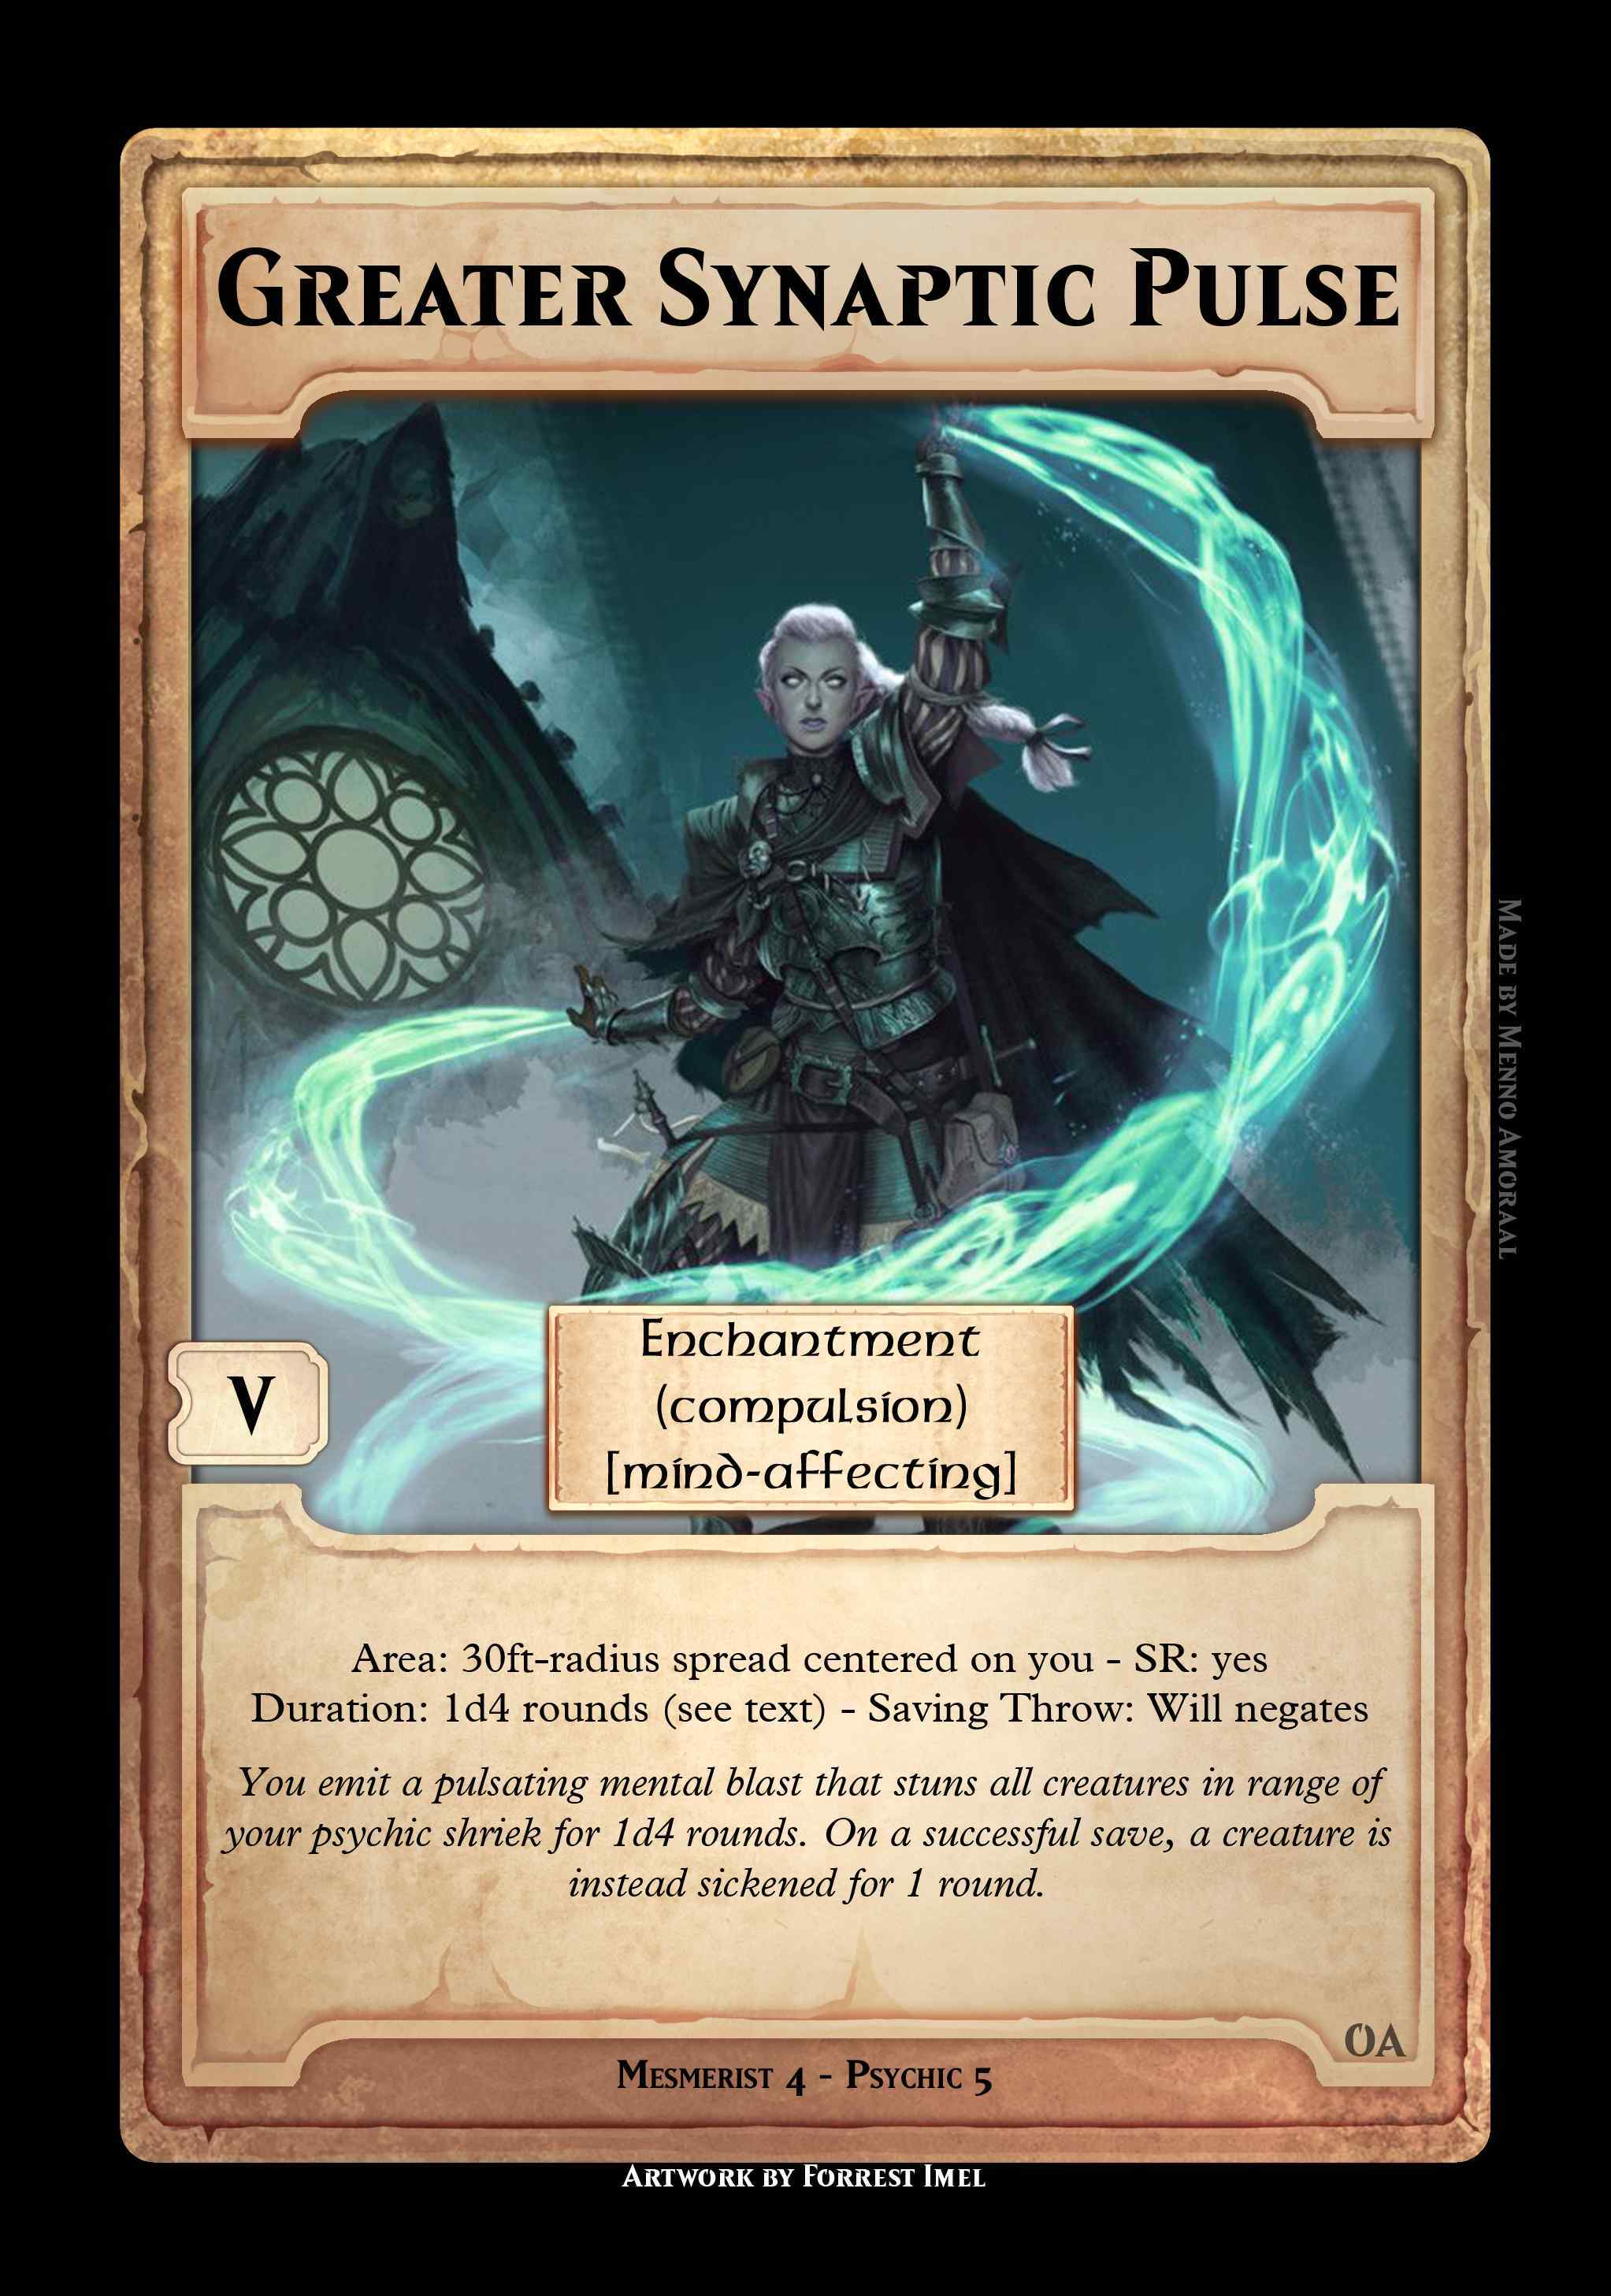 Greater Synaptic Pulse
Enchantment
(compulsion)
[mind-affecting]
V
Area: 30ft-radius spread centered on you - SR: yes
Duration: 1d4 rounds (see text) - Saving Throw: Will negates
You emit a pulsating mental blast that stuns all creatures in range of
your psychic shriek for 1d4 rounds. On a successful save, a creature is
instead sickened for 1 round.
OA
Mesmerist 4 - Psychic 5
Artwork by Forrest Imel
Made by Menno Amoraal